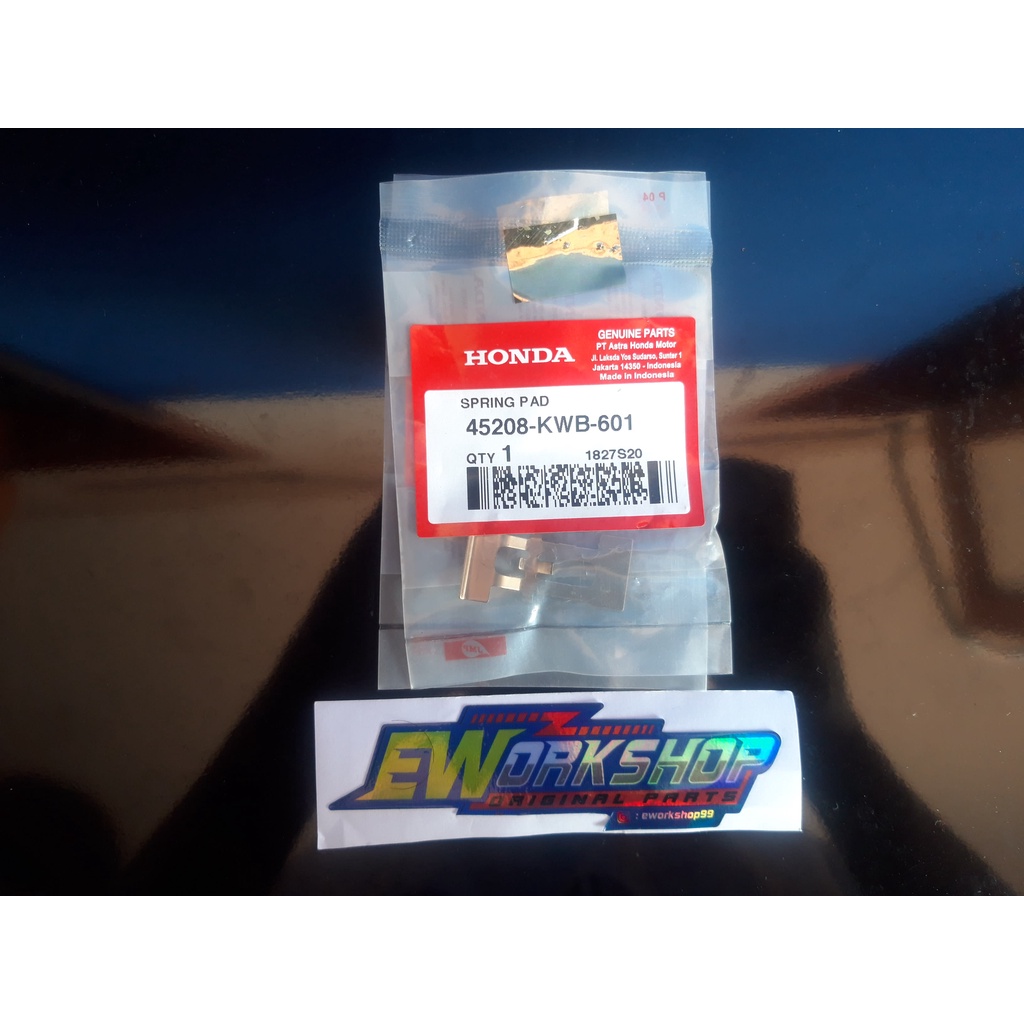 P 04
HONDA
GENUINE PARTS
PT Astra Honda Motor
Jl. Laksda Yos Sudarso, Sunter 1
Jakarta 14350 - Indonesia
Made in Indonesia
SPRING PAD
45208-KWB-601
QTY 1
1827S20
EWORKSHOP
ORIGINAL PARTS
: eworkshop99